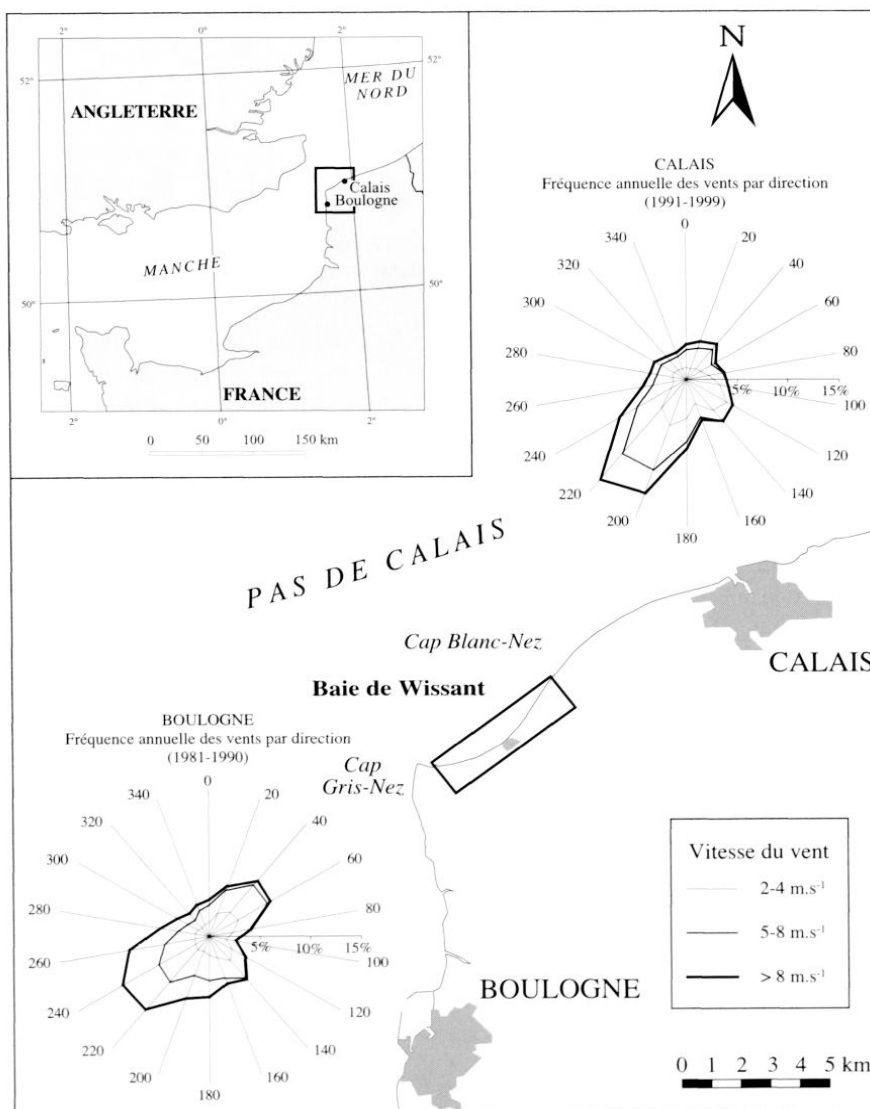 2°
0°
2°
52°
52°
MER DU
NORD
ANGLETERRE
Calais
Boulogne
MANCHE
50°
50°
FRANCE
2°
0°
2°
0 50 100 150 km
N
CALAIS
Fréquence annuelle des vents par direction
(1991-1999)
0
20
40
60
80
100
120
140
160
180
200
220
240
260
280
300
320
340
5% 10% 15%
PAS DE CALAIS
Cap Blanc-Nez
CALAIS
Baie de Wissant
Cap
Gris-Nez
BOULOGNE
Fréquence annuelle des vents par direction
(1981-1990)
0
20
40
60
80
100
120
140
160
180
200
220
240
260
280
300
320
340
5% 10% 15%
BOULOGNE
Vitesse du vent
2-4 m.s⁻¹
5-8 m.s⁻¹
> 8 m.s⁻¹
0 1 2 3 4 5 km